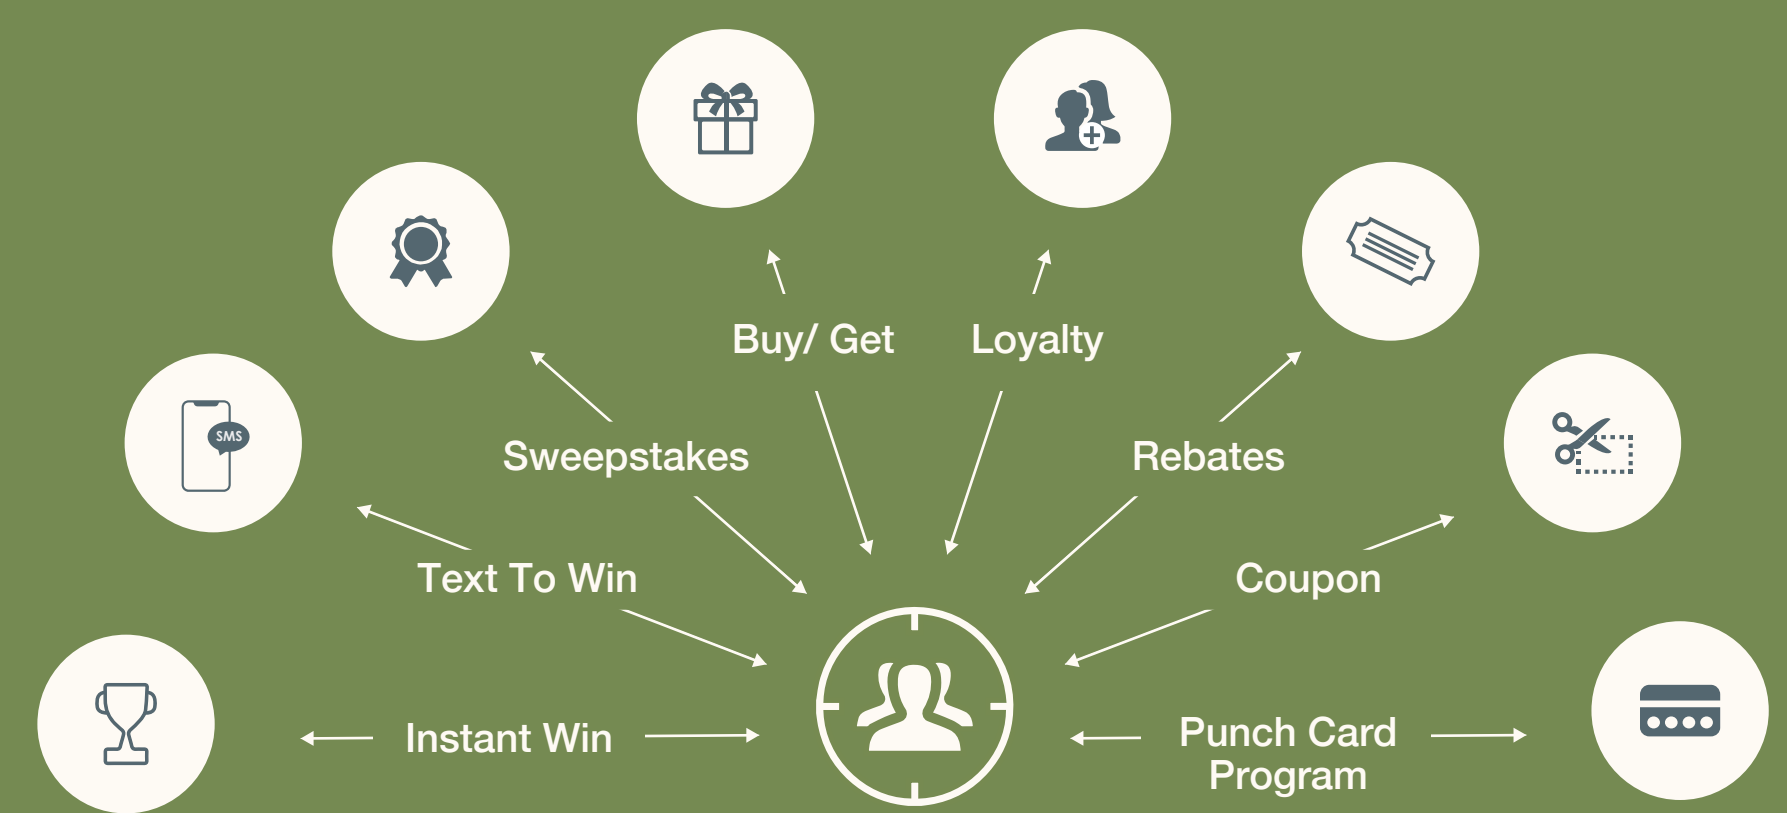 Buy/ Get
Loyalty
Sweepstakes
Rebates
SMS
Text To Win
Coupon
Instant Win
Punch Card
Program